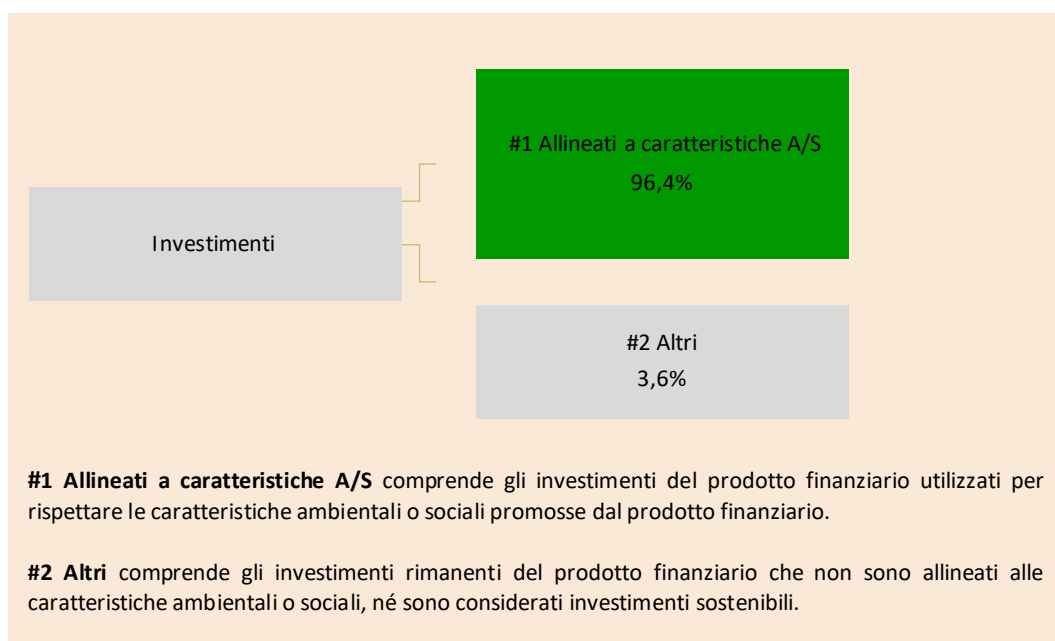 #1 Allineati a caratteristiche A/S
96,4%
Investimenti
#2 Altri
3,6%
#1 Allineati a caratteristiche A/S comprende gli investimenti del prodotto finanziario utilizzati per
rispettare le caratteristiche ambientali o sociali promosse dal prodotto finanziario.
#2 Altri comprende gli investimenti rimanenti del prodotto finanziario che non sono allineati alle
caratteristiche ambientali o sociali, né sono considerati investimenti sostenibili.